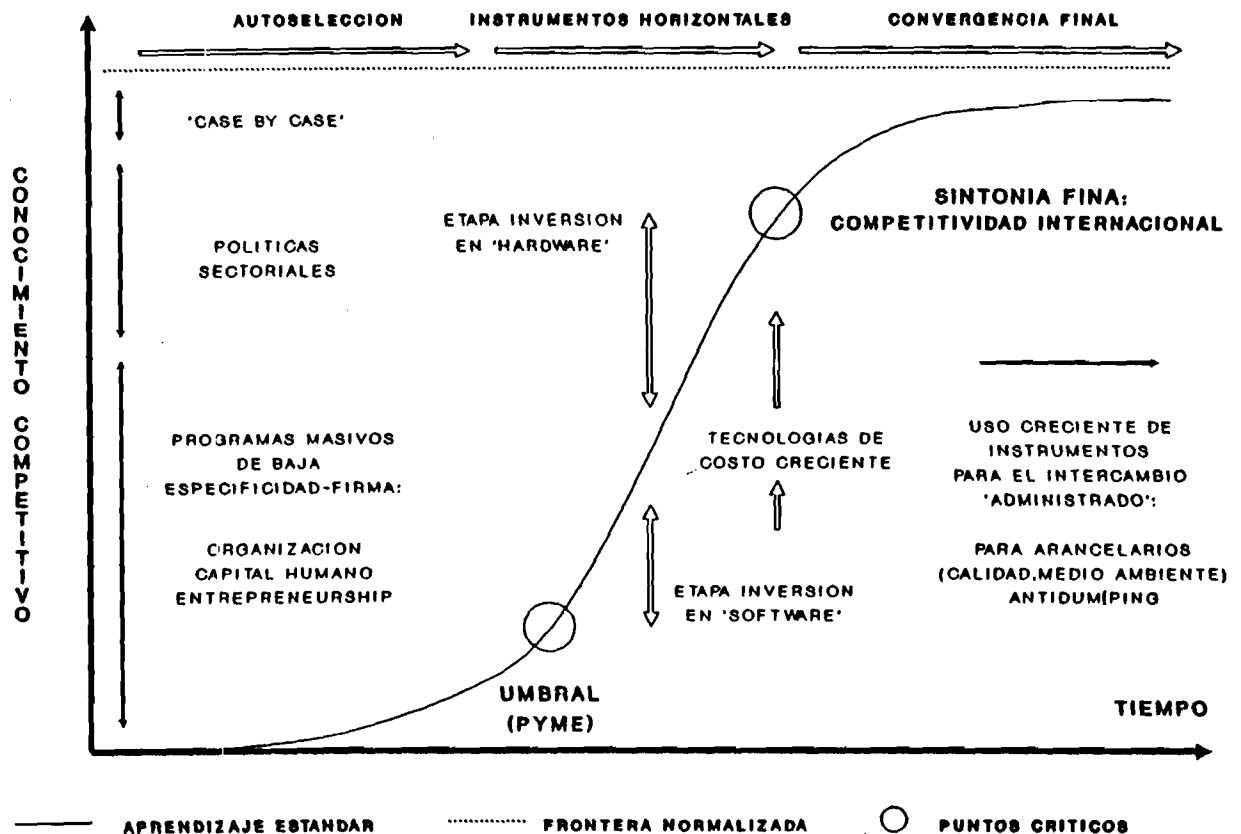 AUTOSELECCION
INSTRUMENTOS HORIZONTALES
CONVERGENCIA FINAL
CONOCIMIENTO COMPETITIVO
'CASE BY CASE'
POLITICAS
SECTORIALES
PROGRAMAS MASIVOS
DE BAJA
ESPECIFICIDAD-FIRMA:
ORGANIZACION
CAPITAL HUMANO
ENTREPRENEURSHIP
ETAPA INVERSION
EN 'HARDWARE'
SINTONIA FINA:
COMPETITIVIDAD INTERNACIONAL
TECNOLOGIAS DE
COSTO CRECIENTE
USO CRECIENTE DE
INSTRUMENTOS
PARA EL INTERCAMBIO
'ADMINISTRADO':
PARA ARANCELARIOS
(CALIDAD,MEDIO AMBIENTE)
ANTIDUMPING
ETAPA INVERSION
EN 'SOFTWARE'
UMBRAL
(PYME)
TIEMPO
APRENDIZAJE ESTANDAR
FRONTERA NORMALIZADA
PUNTOS CRITICOS